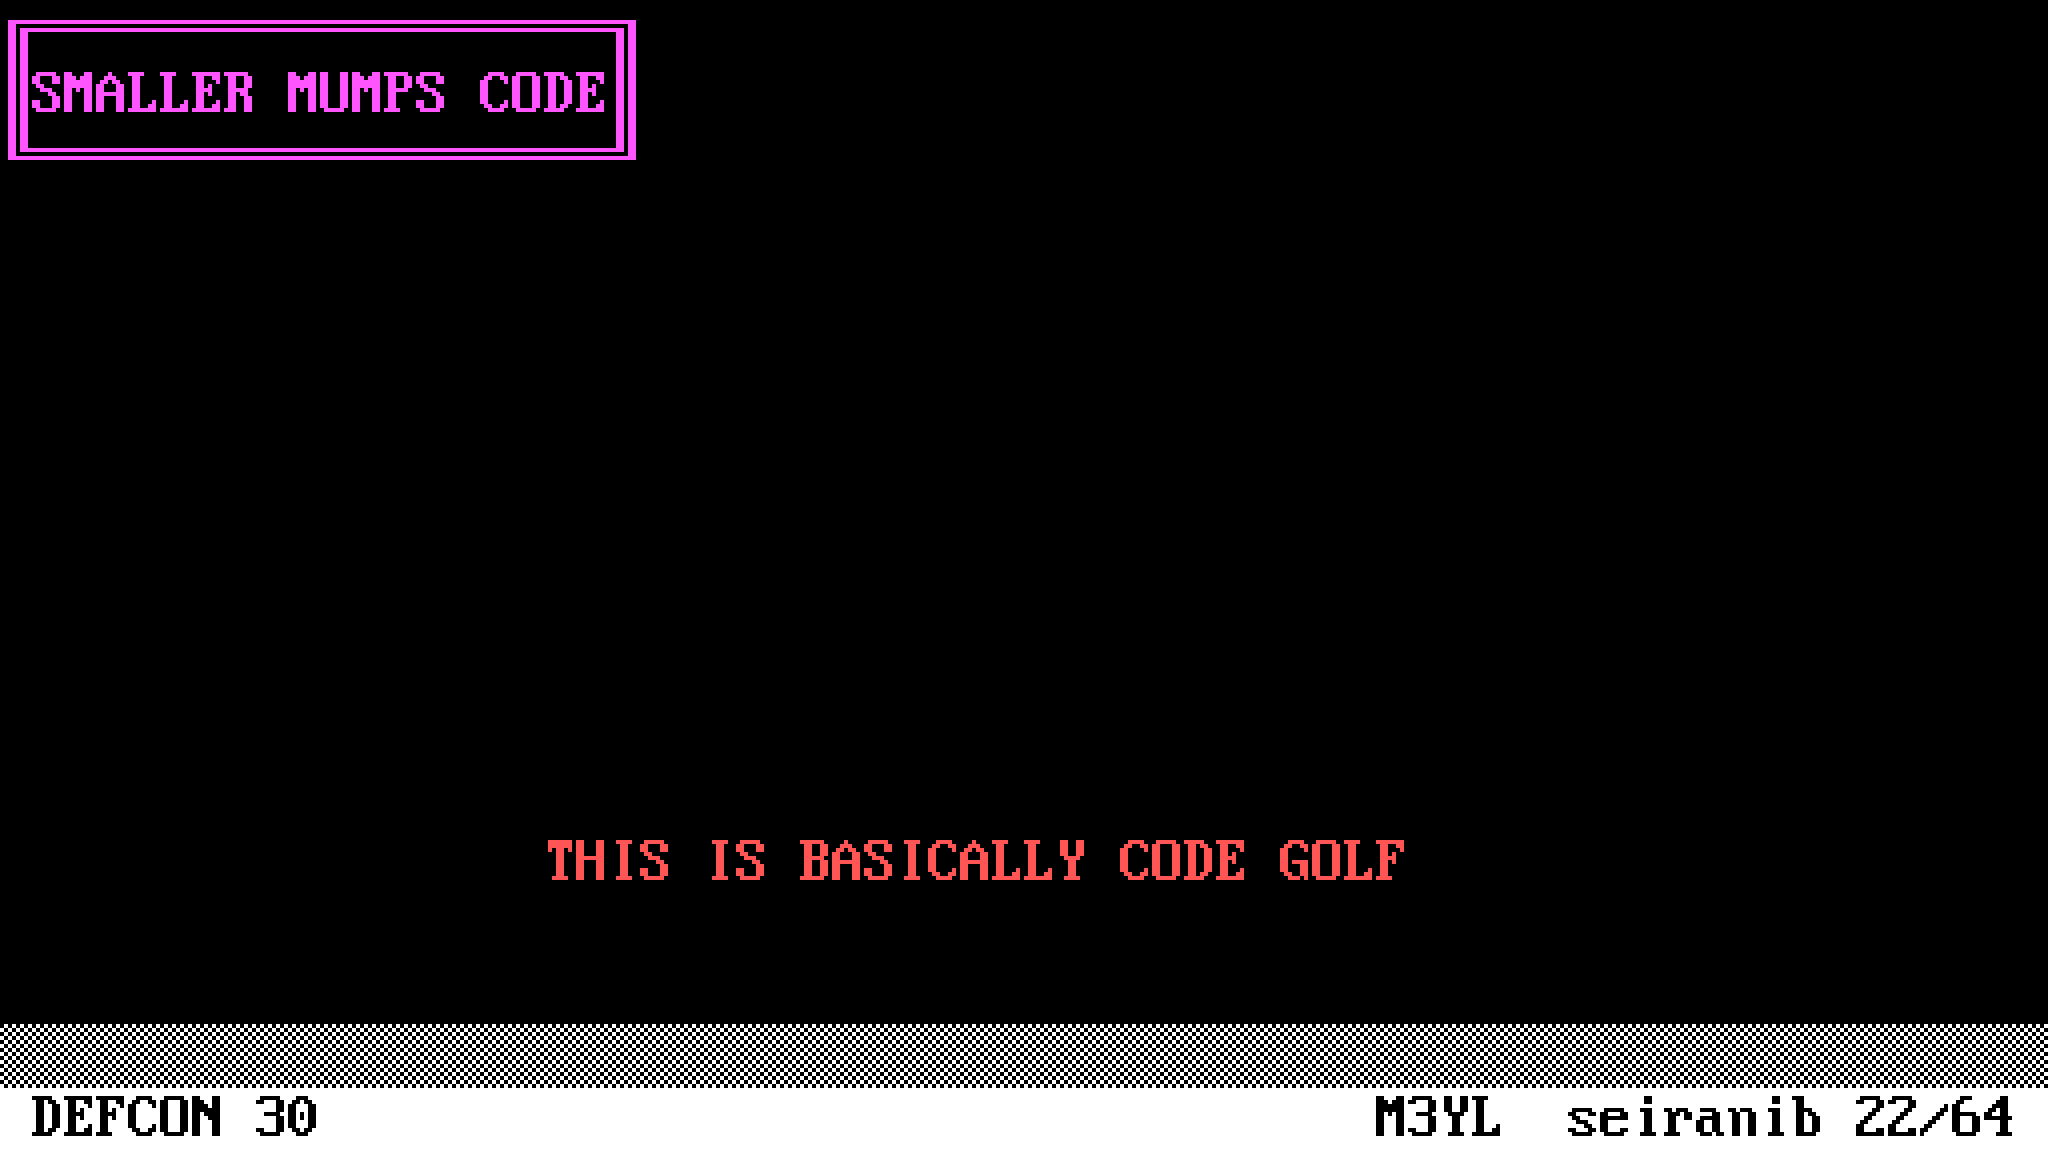 SMALLER MUMPS CODE
THIS IS BASICALLY CODE GOLF
DEFCON 30 M3YL seiranib 22/64